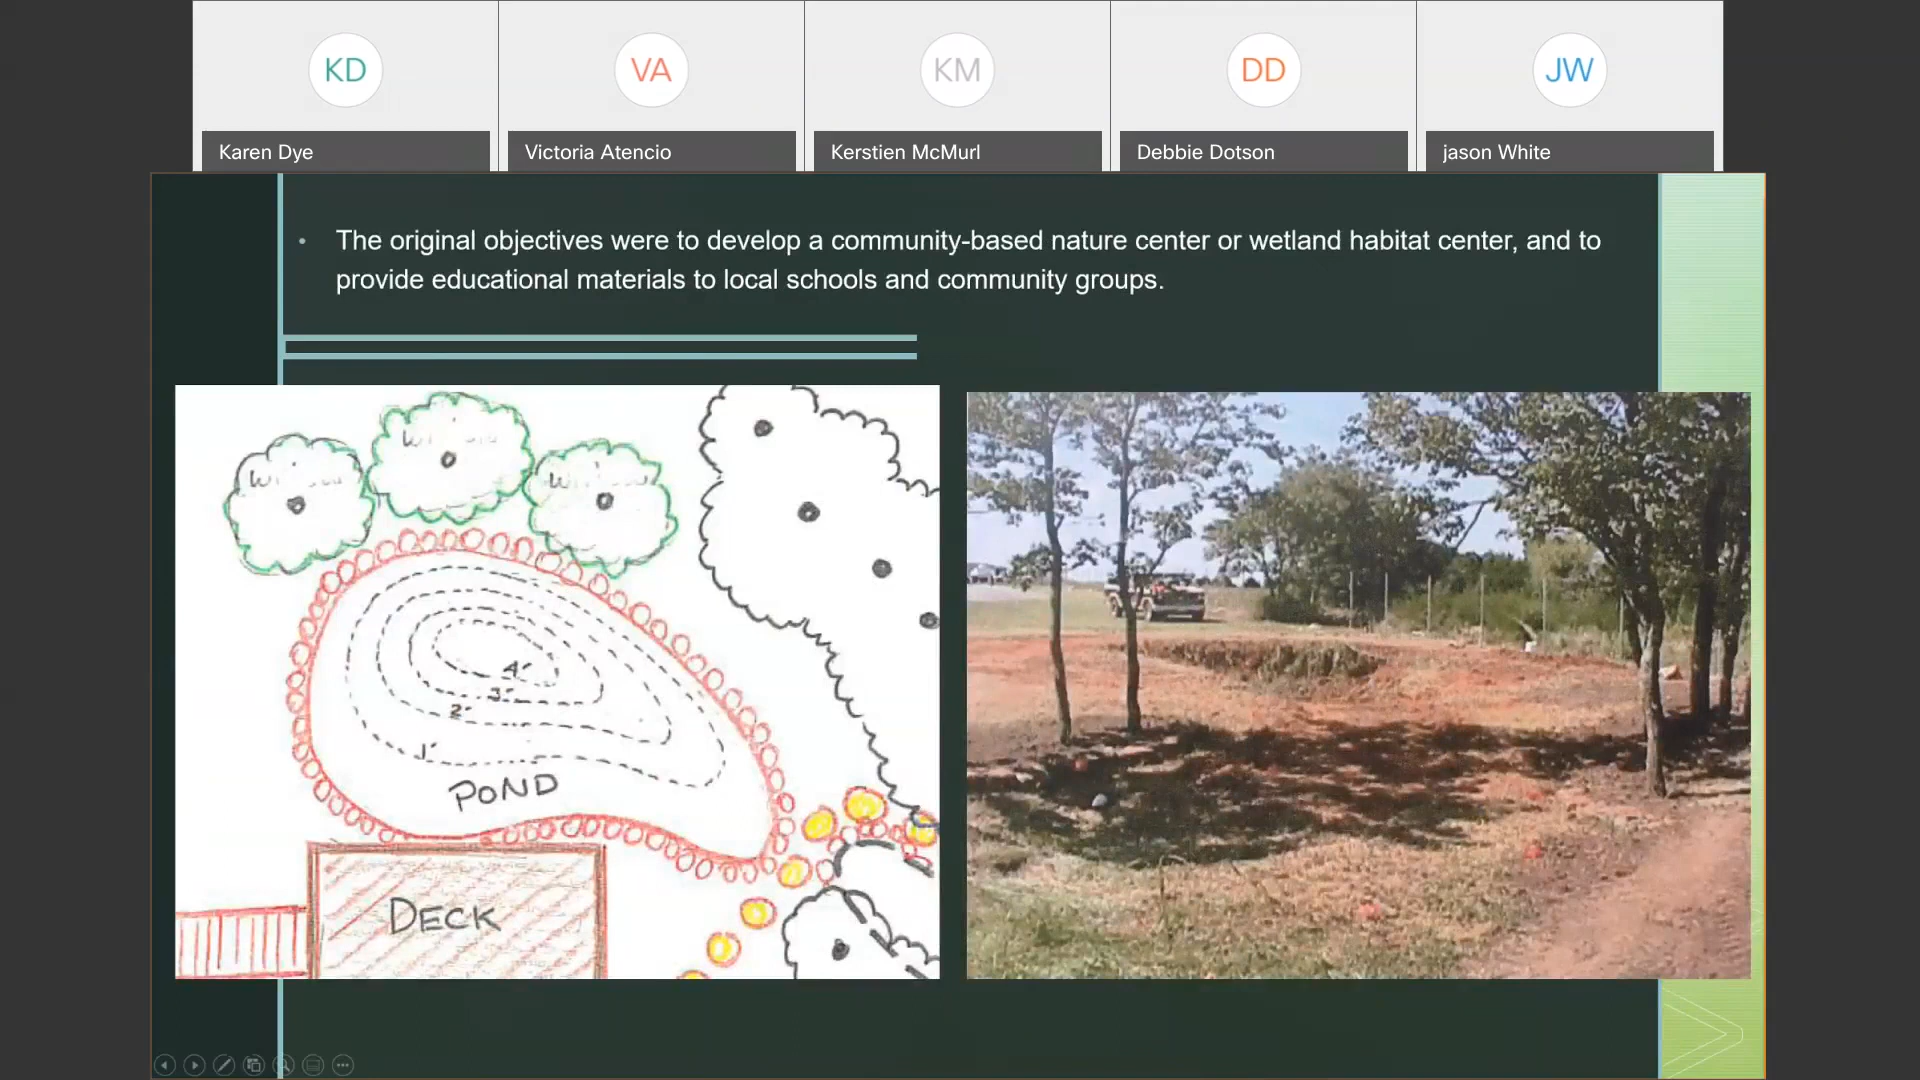 KD
VA
KM
DD
JW
Karen Dye
Victoria Atencio
Kerstien McMurl
Debbie Dotson
jason White
• The original objectives were to develop a community-based nature center or wetland habitat center, and to
provide educational materials to local schools and community groups.
4'
3'
2'
1'
POND
DECK